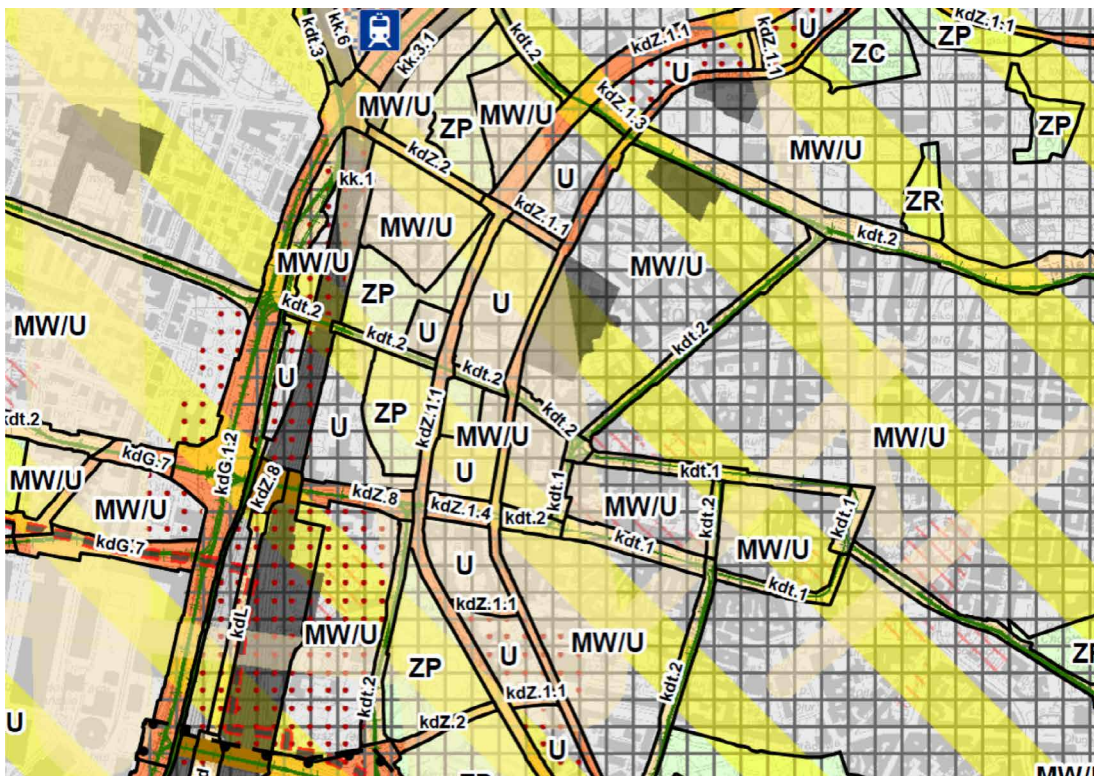 kdt.3
kk.6
kk.3.1
kdt.2
kdZ.1.1
kdZ.1.1
U
kdZ.1.1
ZP
ZC
U
MW/U
ZP
MW/U
kdZ.1.3
ZP
MW/U
kdZ.2
kk.1
U
ZR
MW/U
kdZ.1.1
kdt.2
MW/U
MW/U
ZP
kdt.2
U
U
MW/U
kdt.2
kdt.2
kdt.2
U
ZP
kdZ.1.1
kdt.2
kdt.2
U
MW/U
MW/U
kdG.7
kdG.1.2
kdZ.8
U
kdt.1
MW/U
kdZ.8
kdZ.1.4
kdt.1
MW/U
kdt.2
kdt.1
MW/U
kdt.2
kdt.1
MW/U
kdG.7
U
kdt.1
kdL
kdZ.1.1
MW/U
U
MW/U
ZP
kdt.2
kdt.2
kdZ.1.1
U
kdZ.2
U
ZP
MW/U